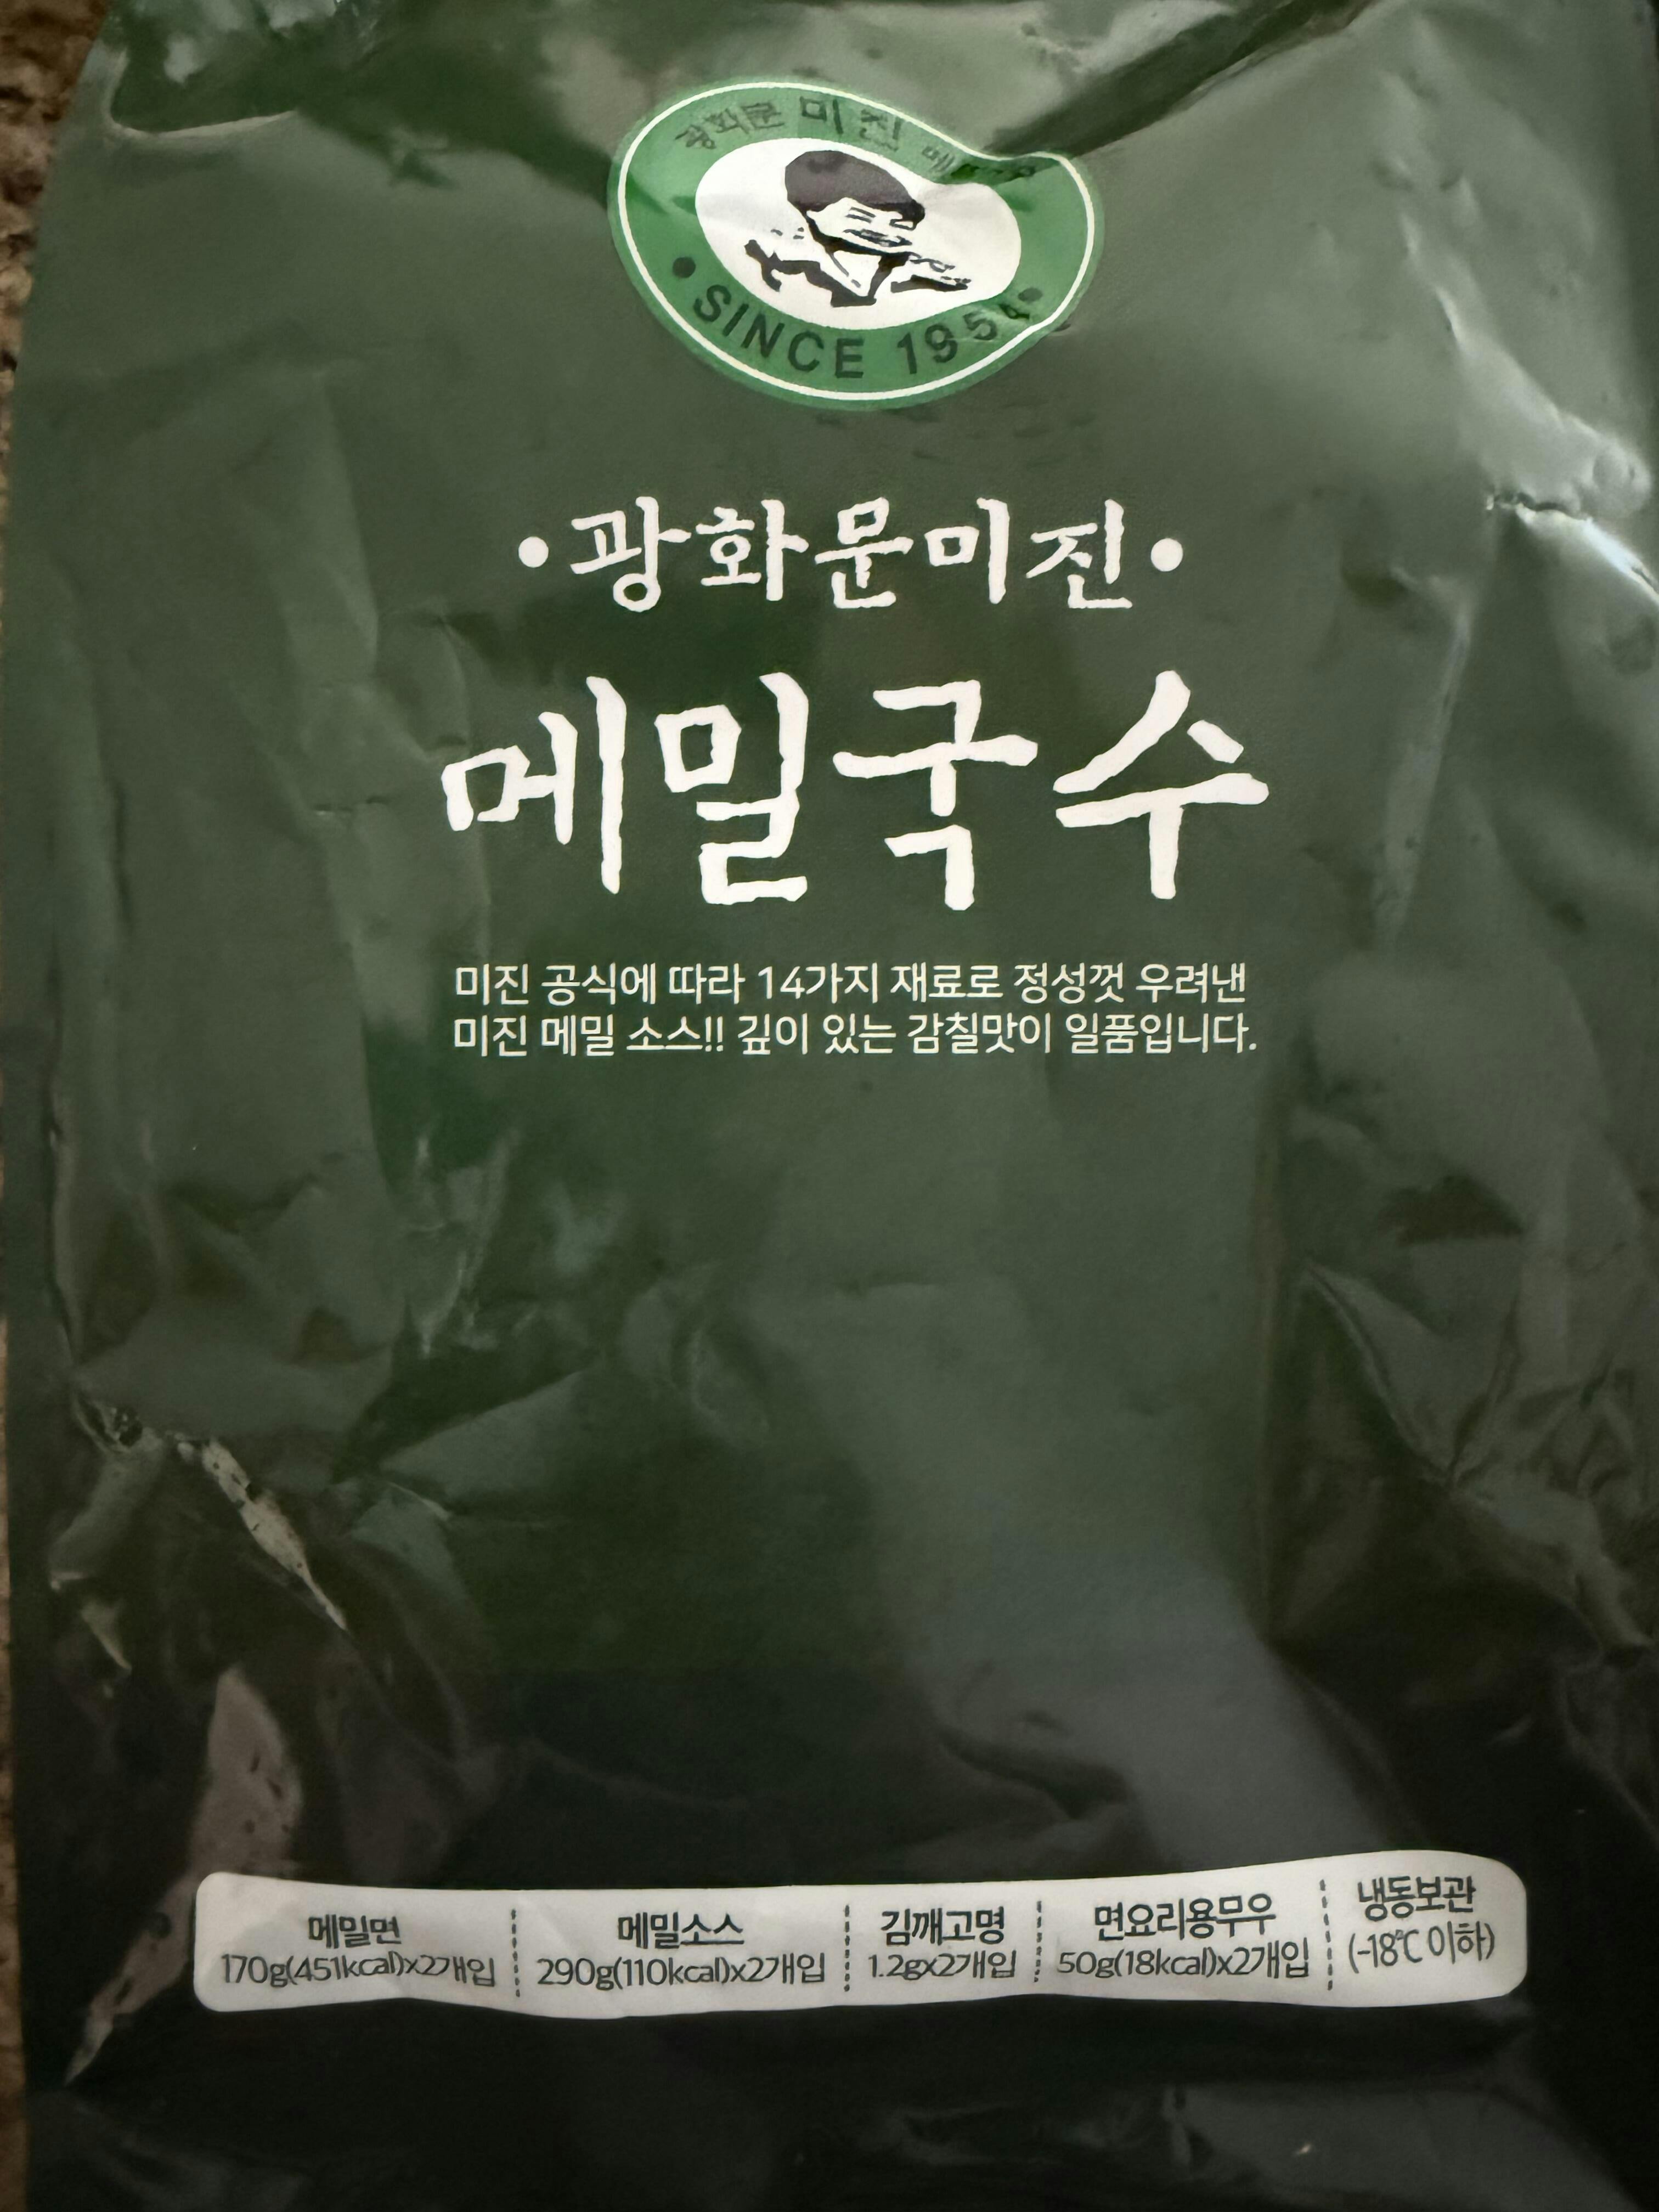 광화문 미진
SINCE 1954
•광화문미진•
메밀국수
미진 공식에 따라 14가지 재료로 정성껏 우려낸
미진 메밀 소스!! 깊이 있는 감칠맛이 일품입니다.
메밀면
170g(451kcal)x2개입
메밀소스
290g(110kcal)x2개입
김깨고명
1.2gx2개입
면요리용무우
50g(18kcal)x2개입
냉동보관
(-18℃ 이하)